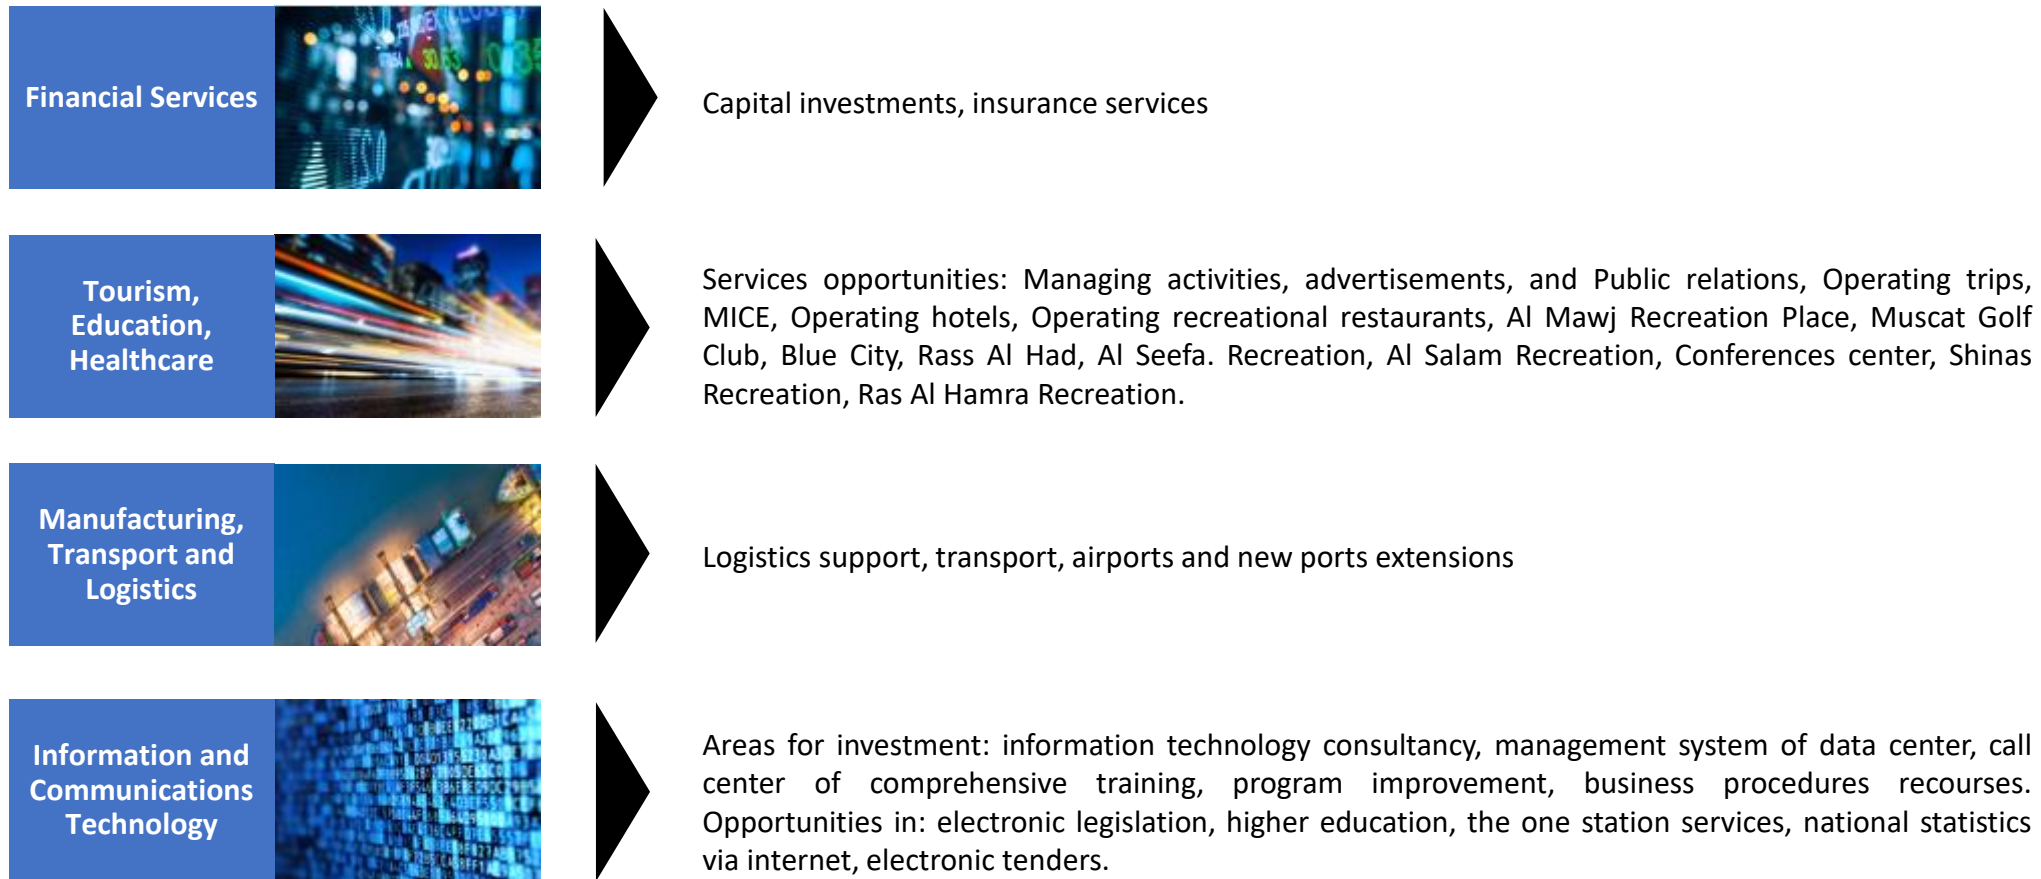 Financial Services
Capital investments, insurance services
Tourism,
Education,
Healthcare
Services opportunities: Managing activities, advertisements, and Public relations, Operating trips,
MICE, Operating hotels, Operating recreational restaurants, Al Mawj Recreation Place, Muscat Golf
Club, Blue City, Rass Al Had, Al Seefa. Recreation, Al Salam Recreation, Conferences center, Shinas
Recreation, Ras Al Hamra Recreation.
Manufacturing,
Transport and
Logistics
Logistics support, transport, airports and new ports extensions
Information and
Communications
Technology
Areas for investment: information technology consultancy, management system of data center, call
center of comprehensive training, program improvement, business procedures recourses.
Opportunities in: electronic legislation, higher education, the one station services, national statistics
via internet, electronic tenders.